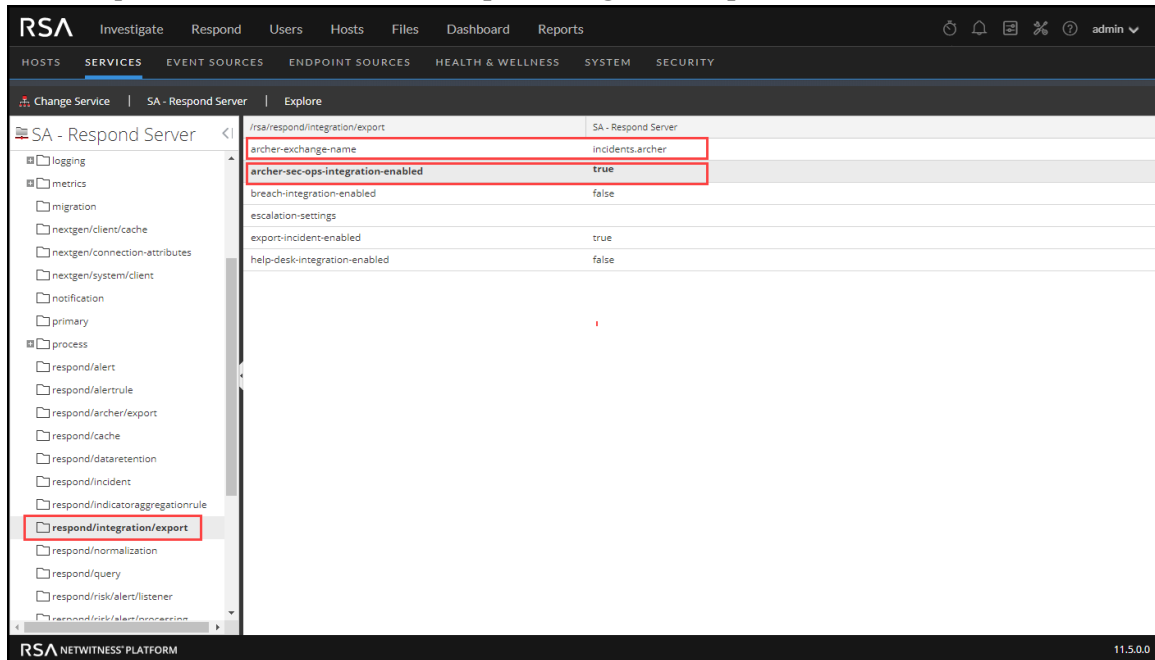 RSA Investigate Respond Users Hosts Files Dashboard Reports admin
HOSTS SERVICES EVENT SOURCES ENDPOINT SOURCES HEALTH & WELLNESS SYSTEM SECURITY
Change Service | SA - Respond Server | Explore
SA - Respond Server
logging
metrics
migration
nextgen/client/cache
nextgen/connection-attributes
nextgen/system/client
notification
primary
process
respond/alert
respond/alertrule
respond/archer/export
respond/cache
respond/dataretention
respond/incident
respond/indicatoraggregationrule
respond/integration/export
respond/normalization
respond/query
respond/risk/alert/listener
respond/risk/alert/processing
/rsa/respond/integration/export SA - Respond Server
archer-exchange-name incidents.archer
archer-sec-ops-integration-enabled true
breach-integration-enabled false
escalation-settings
export-incident-enabled true
help-desk-integration-enabled false
RSA NETWITNESS® PLATFORM 11.5.0.0